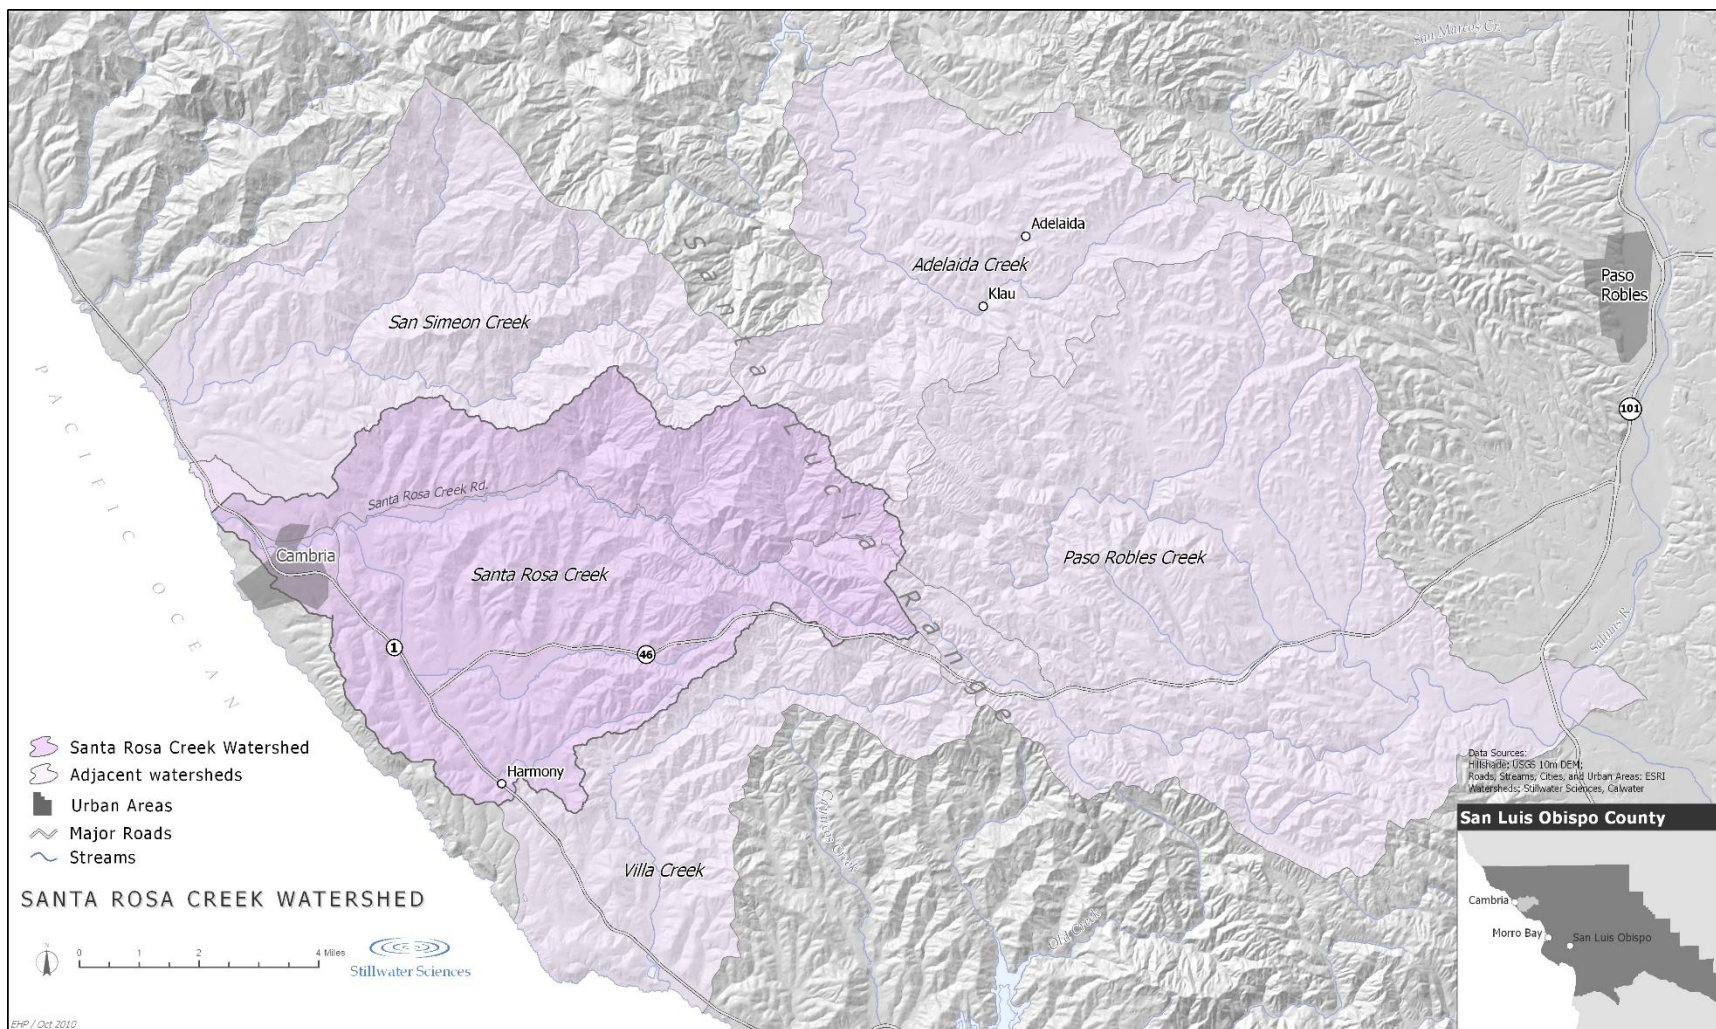 San Marcos Cr.
Santa Lucia Range
Adelaida
Adelaida Creek
Klau
Paso
Robles
San Simeon Creek
PACIFIC OCEAN
101
Santa Rosa Creek Rd.
Cambria
Santa Rosa Creek
Paso Robles Creek
1
46
Salinas R.
Harmony
Villa Creek
Old Creek
Santa Rosa Creek Watershed
Adjacent watersheds
Urban Areas
Major Roads
Streams
SANTA ROSA CREEK WATERSHED
N
0 1 2 4 Miles
Stillwater Sciences
EHP / Oct 2010
Data Sources:
Hillshade: USGS 10m DEM;
Roads, Streams, Cities, and Urban Areas: ESRI
Watersheds: Stillwater Sciences, Calwater
San Luis Obispo County
Cambria
Morro Bay
San Luis Obispo